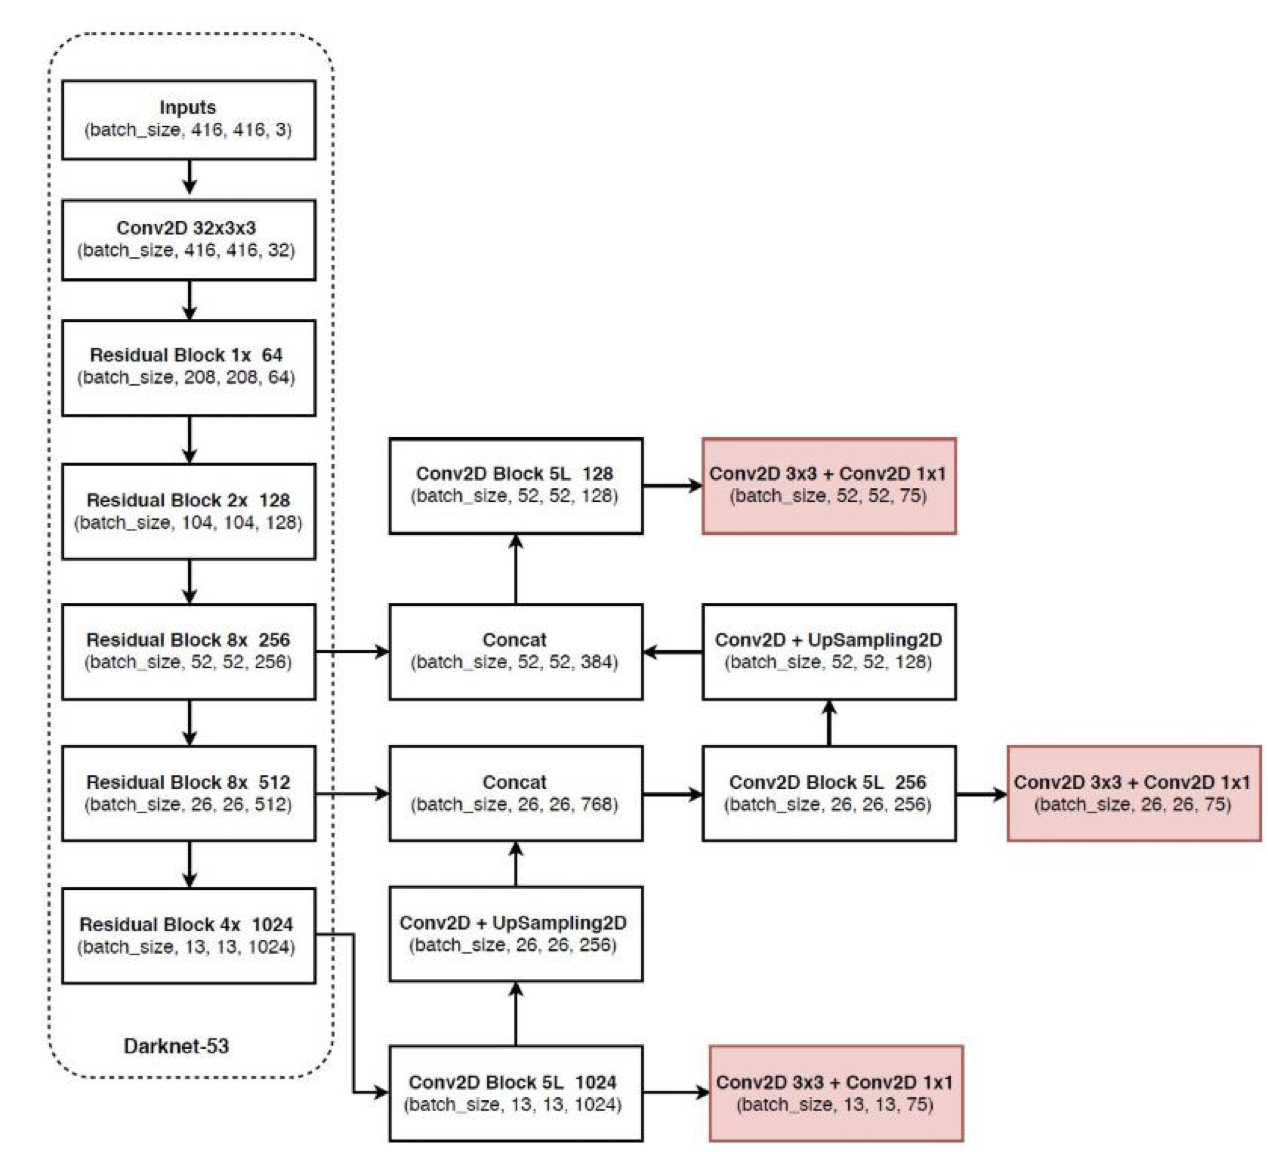 Inputs
(batch_size, 416, 416, 3)
Conv2D 32x3x3
(batch_size, 416, 416, 32)
Residual Block 1x 64
(batch_size, 208, 208, 64)
Residual Block 2x 128
(batch_size, 104, 104, 128)
Residual Block 8x 256
(batch_size, 52, 52, 256)
Residual Block 8x 512
(batch_size, 26, 26, 512)
Residual Block 4x 1024
(batch_size, 13, 13, 1024)
Darknet-53
Conv2D Block 5L 128
(batch_size, 52, 52, 128)
Conv2D 3x3 + Conv2D 1x1
(batch_size, 52, 52, 75)
Concat
(batch_size, 52, 52, 384)
Conv2D + UpSampling2D
(batch_size, 52, 52, 128)
Concat
(batch_size, 26, 26, 768)
Conv2D Block 5L 256
(batch_size, 26, 26, 256)
Conv2D 3x3 + Conv2D 1x1
(batch_size, 26, 26, 75)
Conv2D + UpSampling2D
(batch_size, 26, 26, 256)
Conv2D Block 5L 1024
(batch_size, 13, 13, 1024)
Conv2D 3x3 + Conv2D 1x1
(batch_size, 13, 13, 75)